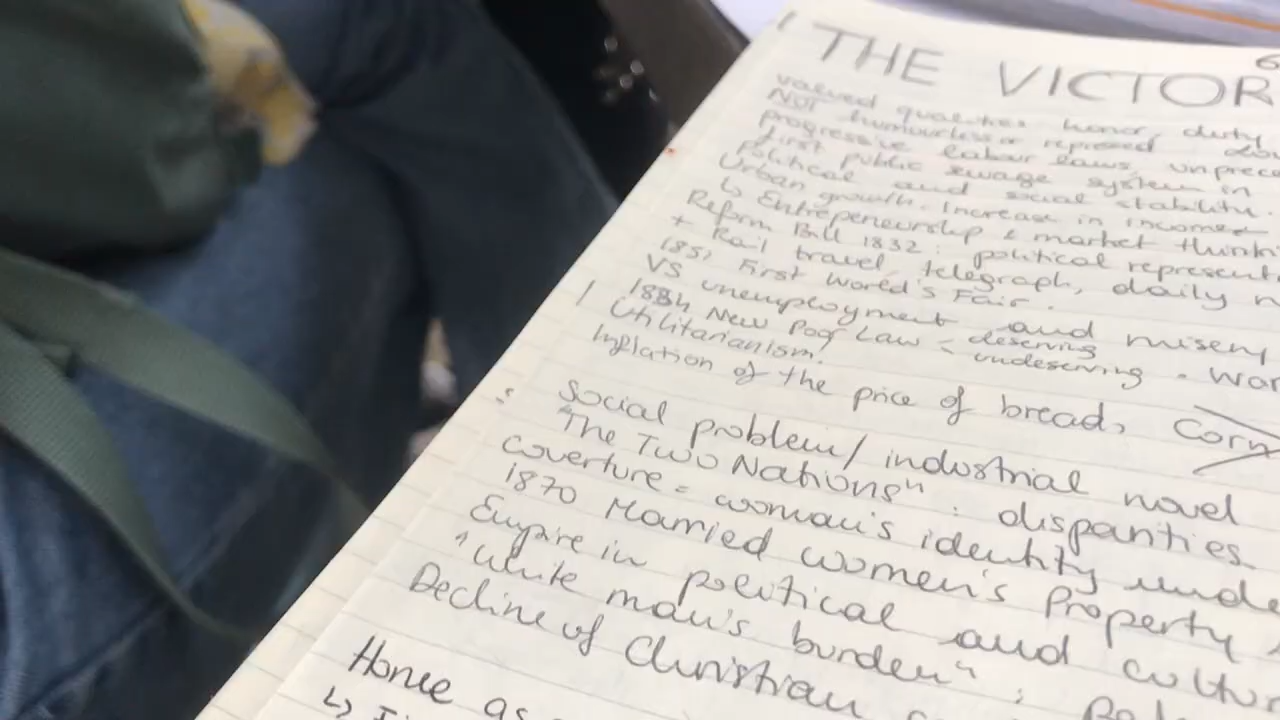 THE VICTOR
6
valued qualities honor, duty
NOT humourless or repressed
progressive labour laws, unprece
first public sewage system in
Political and social stability.
Urban growth. Increase in incomes
↳ Entrepeneurship & market thinkin
Reform Bill 1832: political represent
+ Rail travel, telegraph, daily n
1851 First World's Fair.
VS unemployment and misery
1834 New Poor Law = deserving
undeserving. Wor
Utilitarianism.
Inflation of the price of bread, Corn
Social problem/industrial novel
"The Two Nations": disparities
Coverture = woman's identity unde
1870 Married Women's Property
Empire in political and cultur
"White man's burden";
Decline of Christian
Home as
↳